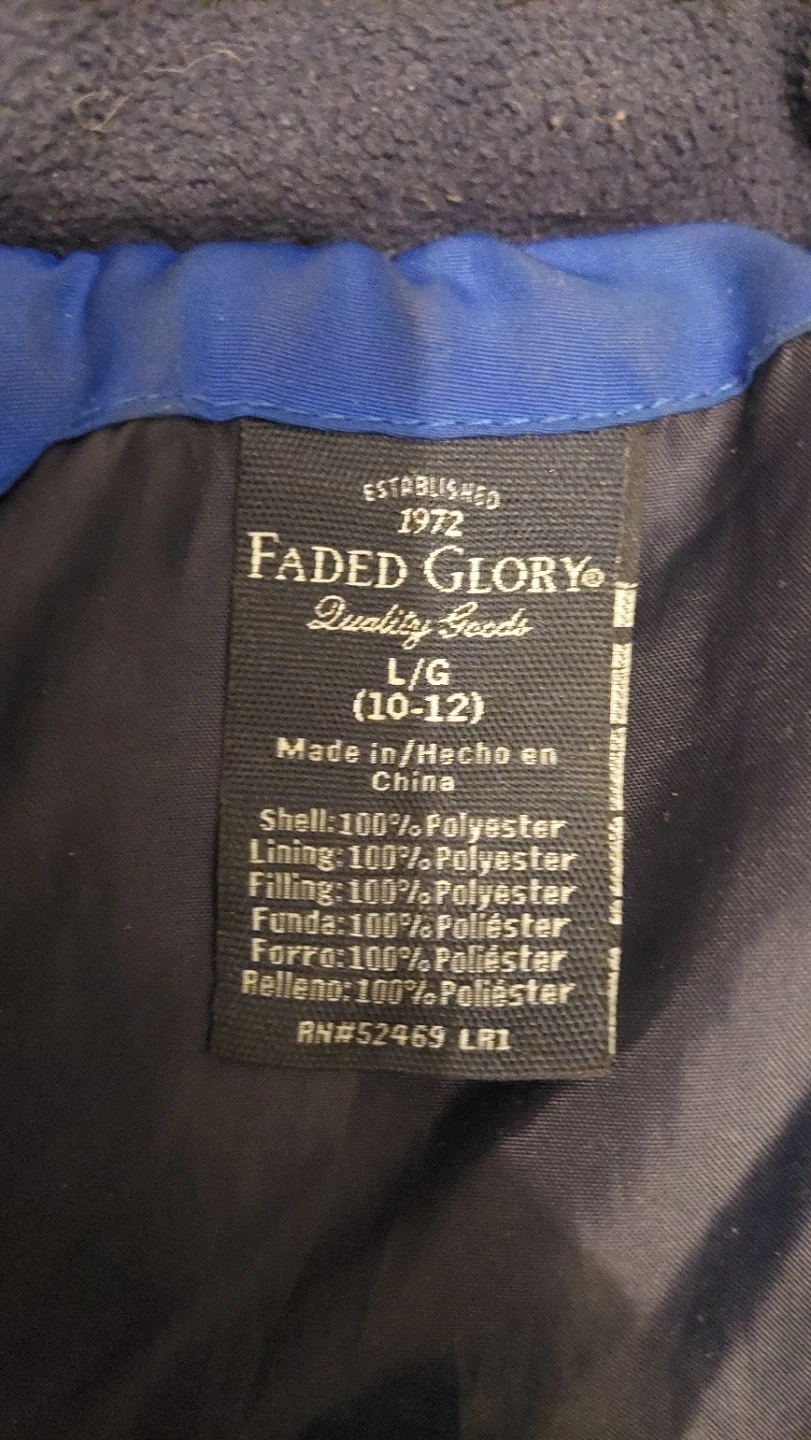 ESTABLISHED
1972
FADED GLORY®
Quality Goods
L/G
(10-12)
Made in/Hecho en
China
Shell:100% Polyester
Lining:100% Polyester
Filling:100% Polyester
Funda:100% Poliéster
Forro:100% Poliéster
Relleno:100% Poliéster
RN#52469 LR1